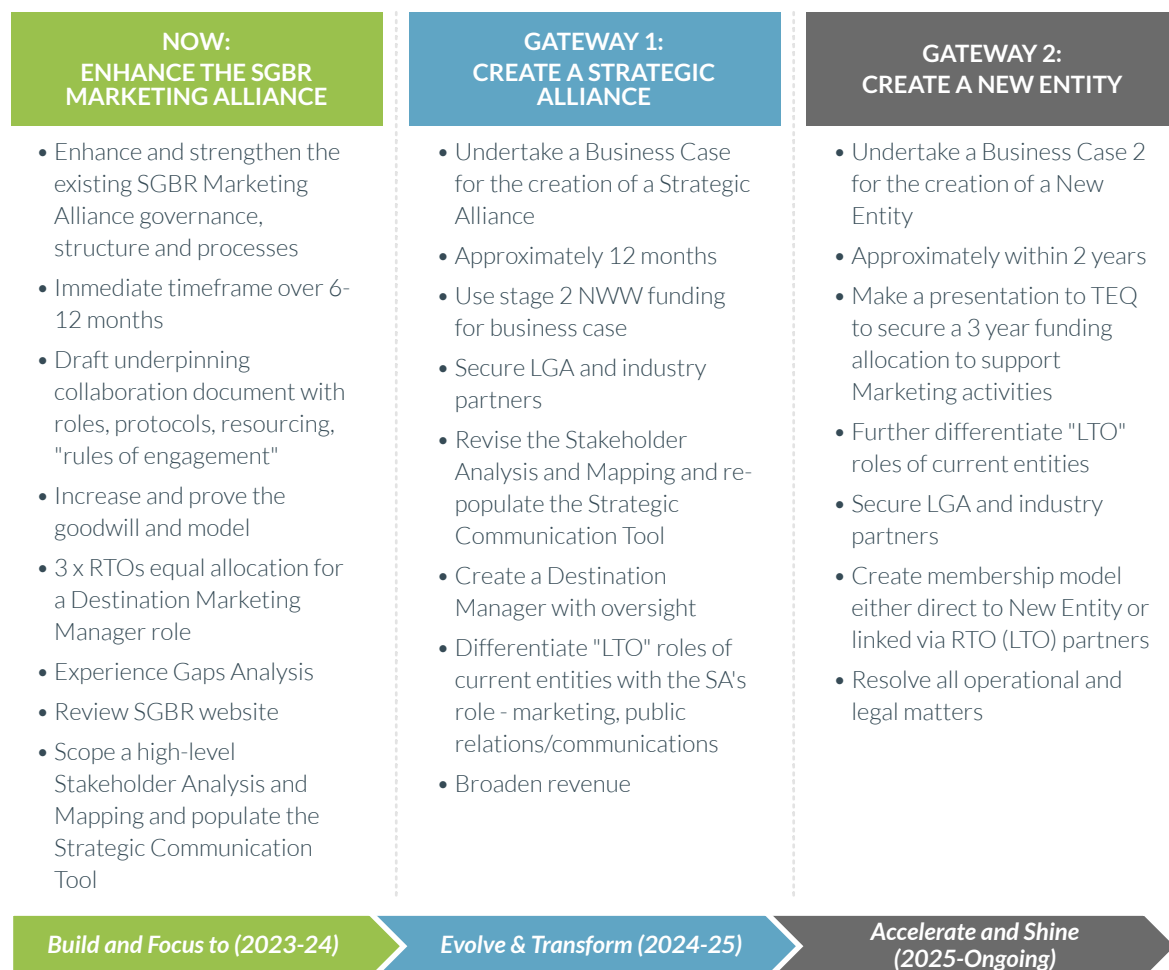 NOW:
ENHANCE THE SGBR
MARKETING ALLIANCE
• Enhance and strengthen the
existing SGBR Marketing
Alliance governance,
structure and processes
• Immediate timeframe over 6-
12 months
• Draft underpinning
collaboration document with
roles, protocols, resourcing,
"rules of engagement"
• Increase and prove the
goodwill and model
• 3 x RTOs equal allocation for
a Destination Marketing
Manager role
• Experience Gaps Analysis
• Review SGBR website
• Scope a high-level
Stakeholder Analysis and
Mapping and populate the
Strategic Communication
Tool
Build and Focus to (2023-24)
GATEWAY 1:
CREATE A STRATEGIC
ALLIANCE
• Undertake a Business Case
for the creation of a Strategic
Alliance
• Approximately 12 months
• Use stage 2 NWW funding
for business case
• Secure LGA and industry
partners
• Revise the Stakeholder
Analysis and Mapping and re-
populate the Strategic
Communication Tool
• Create a Destination
Manager with oversight
• Differentiate "LTO" roles of
current entities with the SA's
role - marketing, public
relations/communications
• Broaden revenue
Evolve & Transform (2024-25)
GATEWAY 2:
CREATE A NEW ENTITY
• Undertake a Business Case 2
for the creation of a New
Entity
• Approximately within 2 years
• Make a presentation to TEQ
to secure a 3 year funding
allocation to support
Marketing activities
• Further differentiate "LTO"
roles of current entities
• Secure LGA and industry
partners
• Create membership model
either direct to New Entity or
linked via RTO (LTO) partners
• Resolve all operational and
legal matters
Accelerate and Shine
(2025-Ongoing)